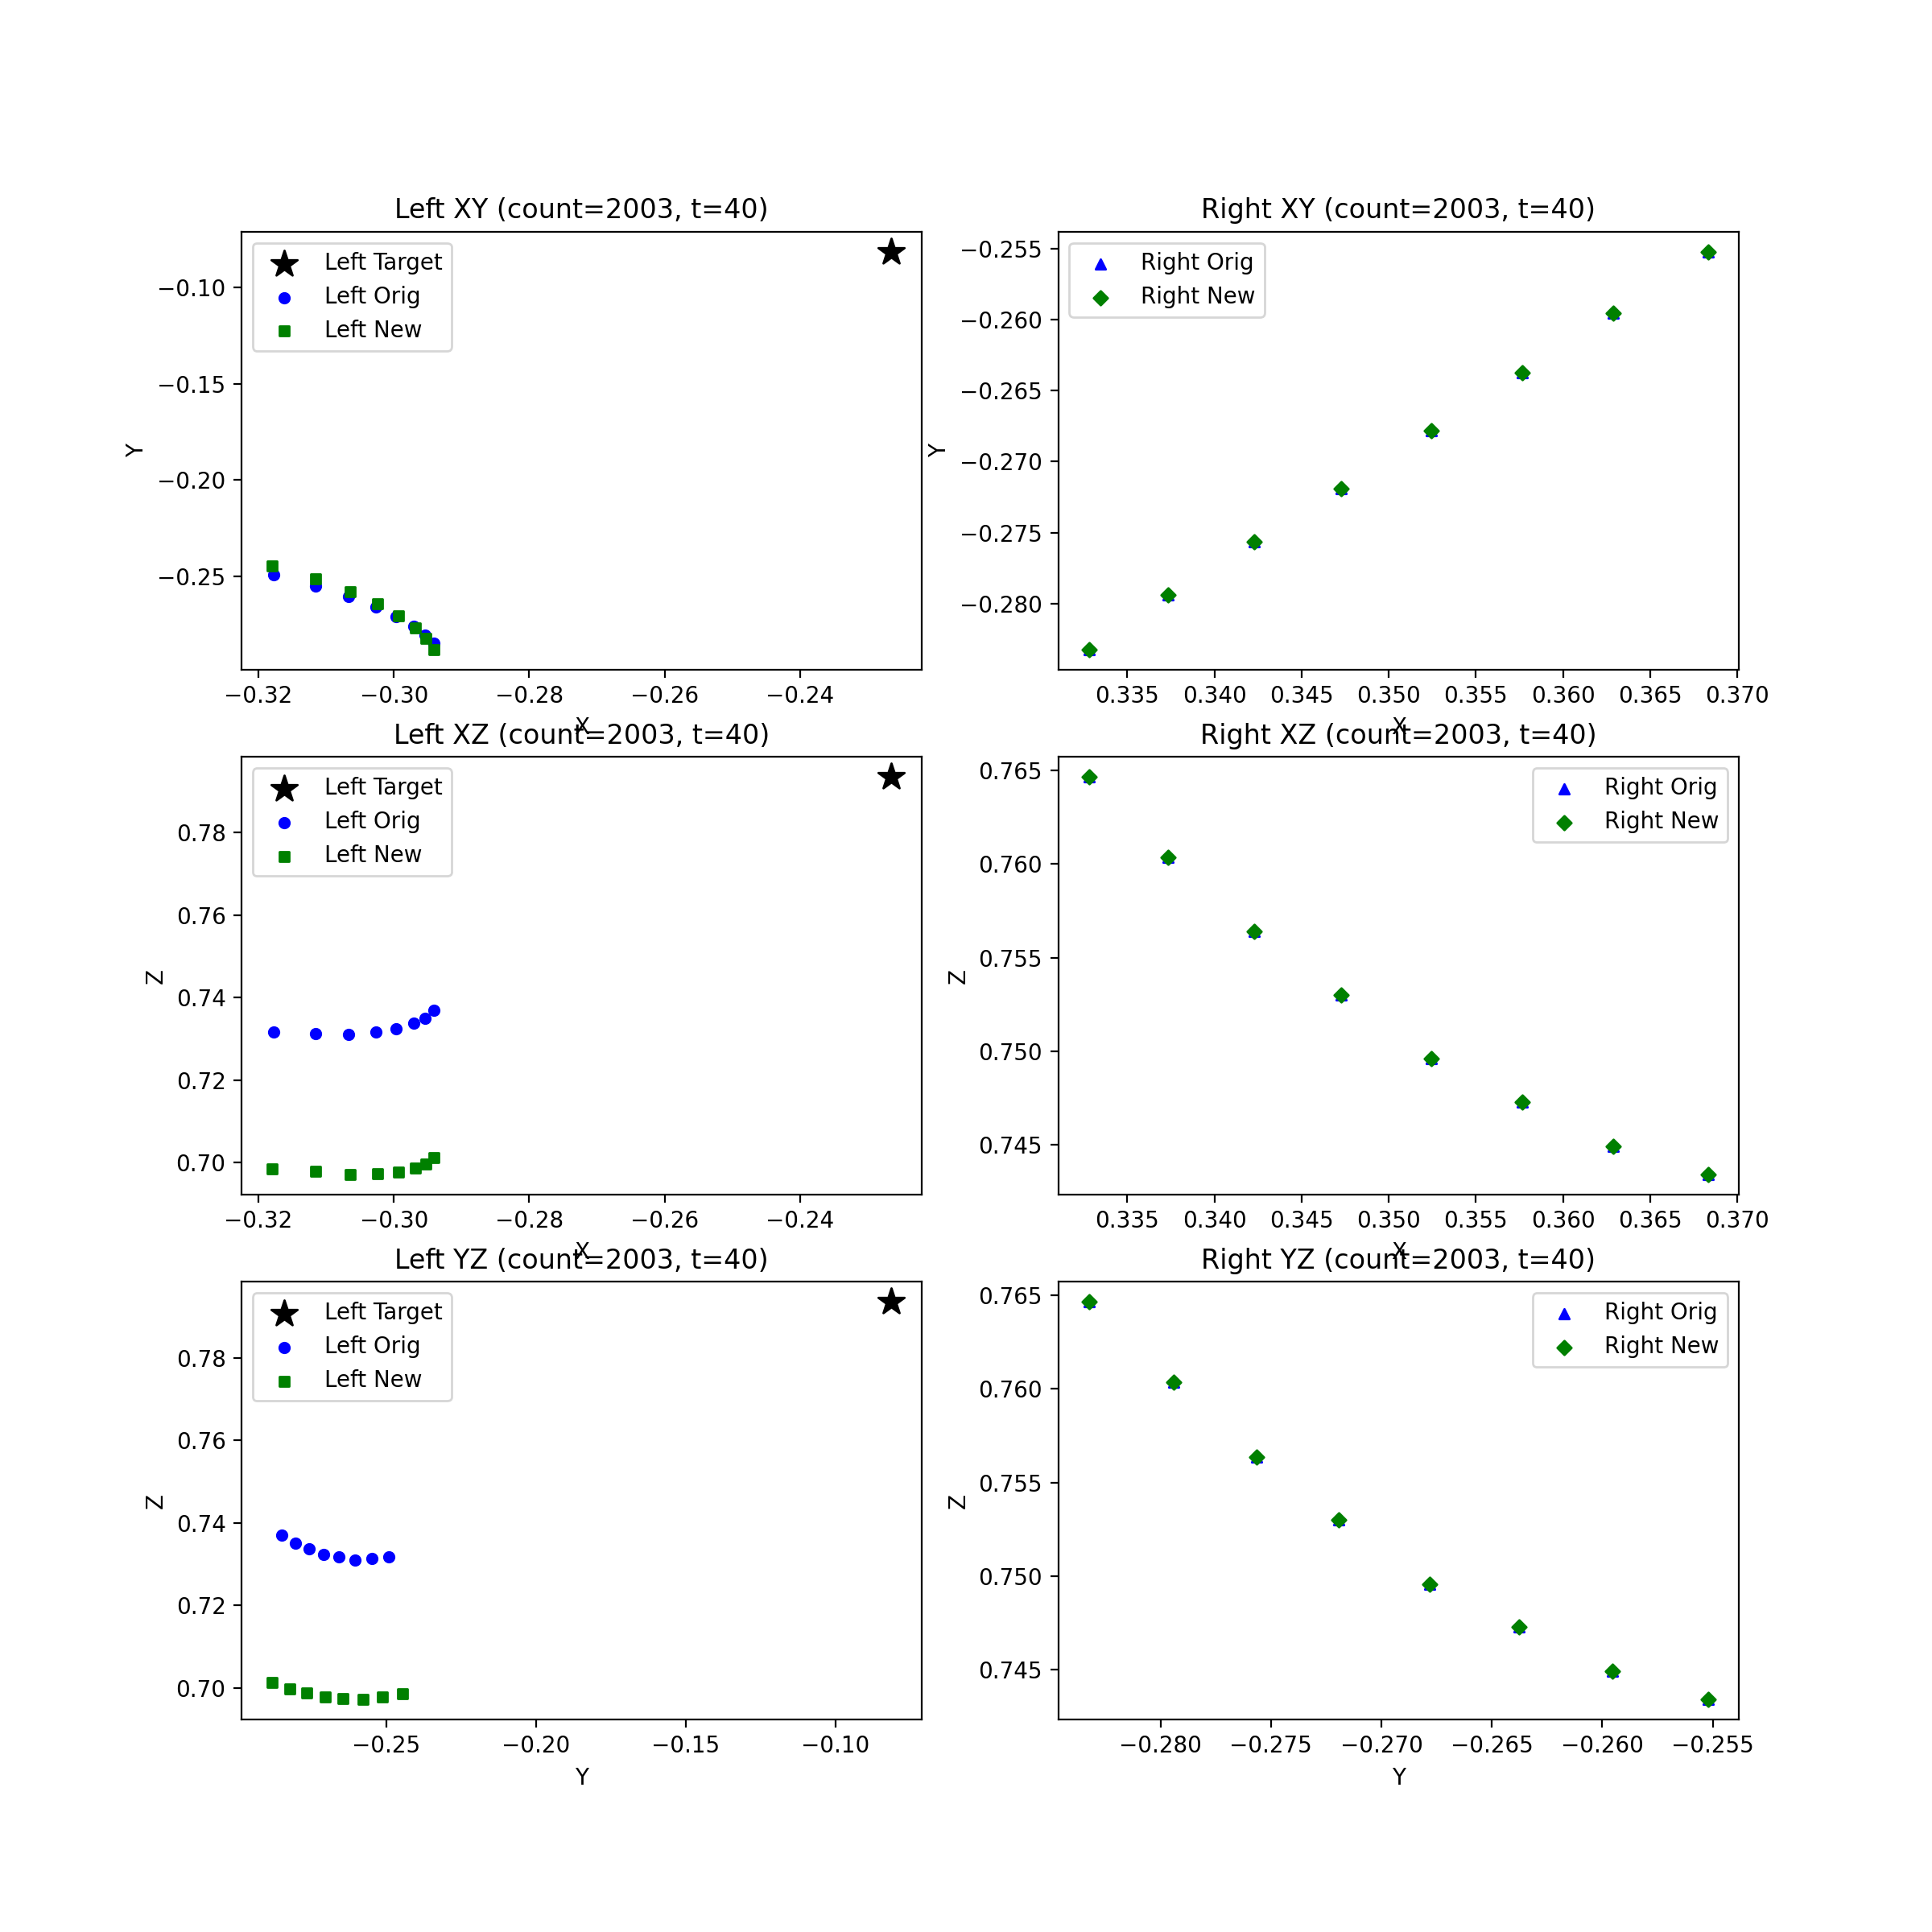 Left XY (count=2003, t=40)
Left Target
Left Orig
Left New
Y
−0.10
−0.15
−0.20
−0.25
−0.32
−0.30
−0.28
−0.26
−0.24
X
Right XY (count=2003, t=40)
Right Orig
Right New
Y
−0.255
−0.260
−0.265
−0.270
−0.275
−0.280
0.335
0.340
0.345
0.350
0.355
0.360
0.365
0.370
X
Left XZ (count=2003, t=40)
Left Target
Left Orig
Left New
Z
0.78
0.76
0.74
0.72
0.70
−0.32
−0.30
−0.28
−0.26
−0.24
X
Right XZ (count=2003, t=40)
Right Orig
Right New
Z
0.765
0.760
0.755
0.750
0.745
0.335
0.340
0.345
0.350
0.355
0.360
0.365
0.370
X
Left YZ (count=2003, t=40)
Left Target
Left Orig
Left New
Z
0.78
0.76
0.74
0.72
0.70
−0.25
−0.20
−0.15
−0.10
Y
Right YZ (count=2003, t=40)
Right Orig
Right New
Z
0.765
0.760
0.755
0.750
0.745
−0.280
−0.275
−0.270
−0.265
−0.260
−0.255
Y